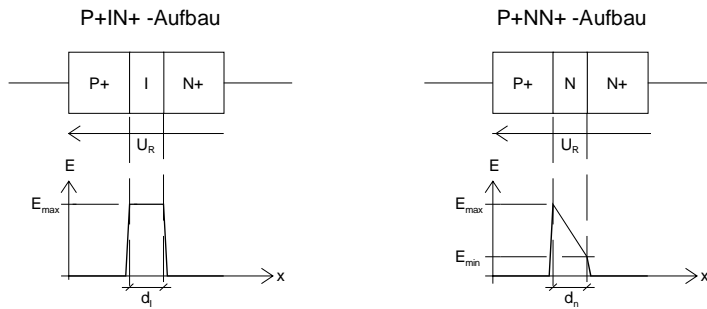 P+IN+ -Aufbau
P+ I N+
U_R
E
E_max
x
d_I
P+NN+ -Aufbau
P+ N N+
U_R
E
E_max
E_min
x
d_n